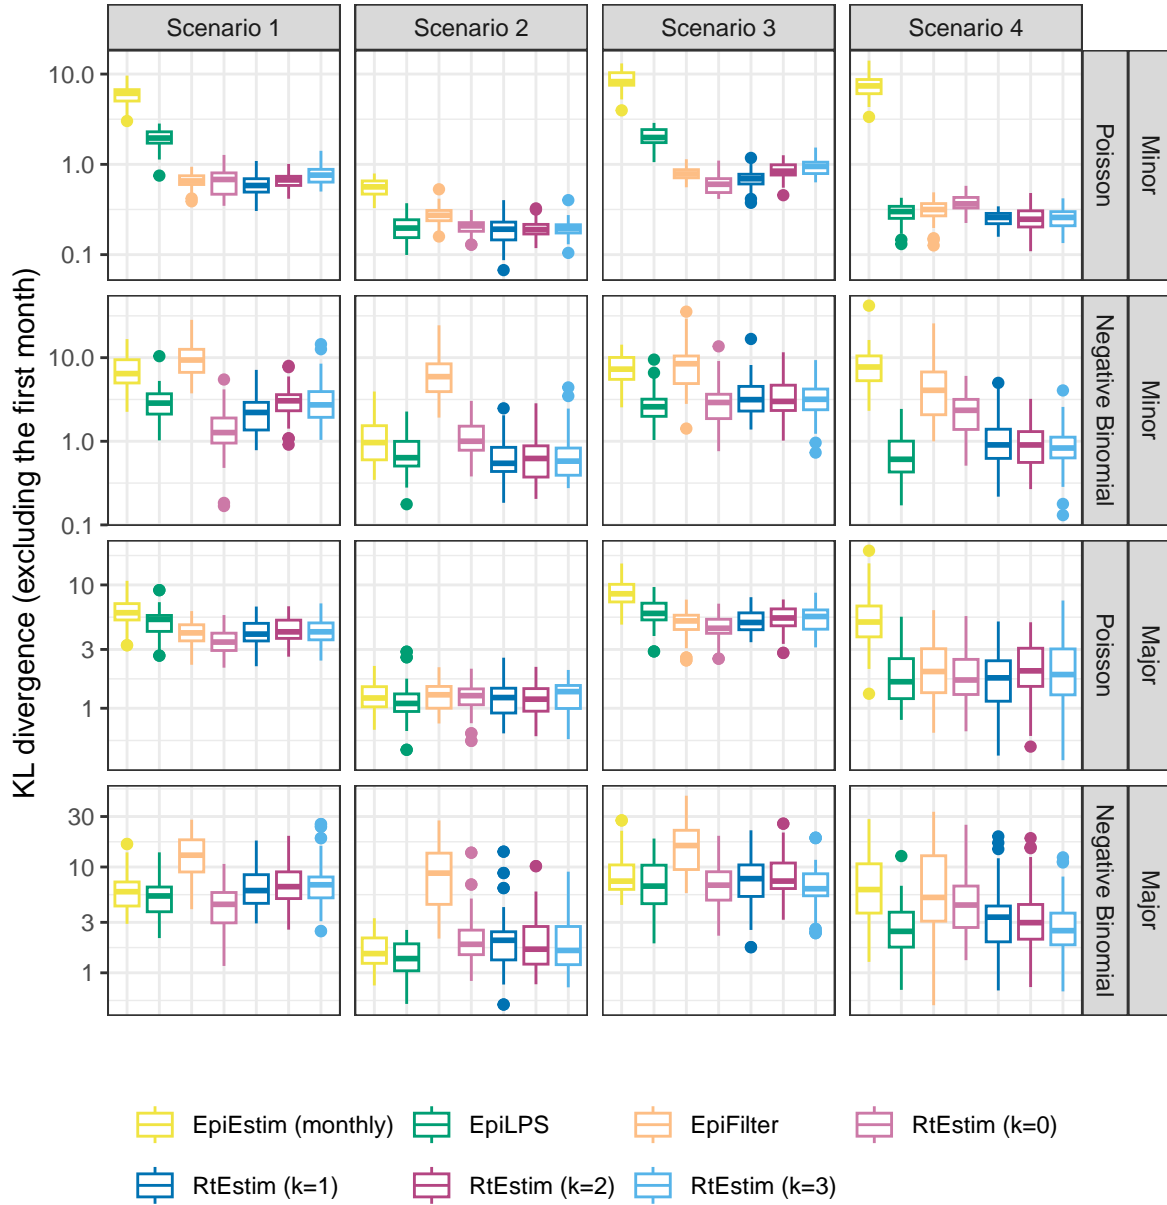 Scenario 1
Scenario 2
Scenario 3
Scenario 4
KL divergence (excluding the first month)
10.0
1.0
0.1
Poisson
Minor
10.0
1.0
0.1
Negative Binomial
Minor
10
3
1
Poisson
Major
30
10
3
1
Negative Binomial
Major
EpiEstim (monthly)
EpiLPS
EpiFilter
RtEstim (k=0)
RtEstim (k=1)
RtEstim (k=2)
RtEstim (k=3)